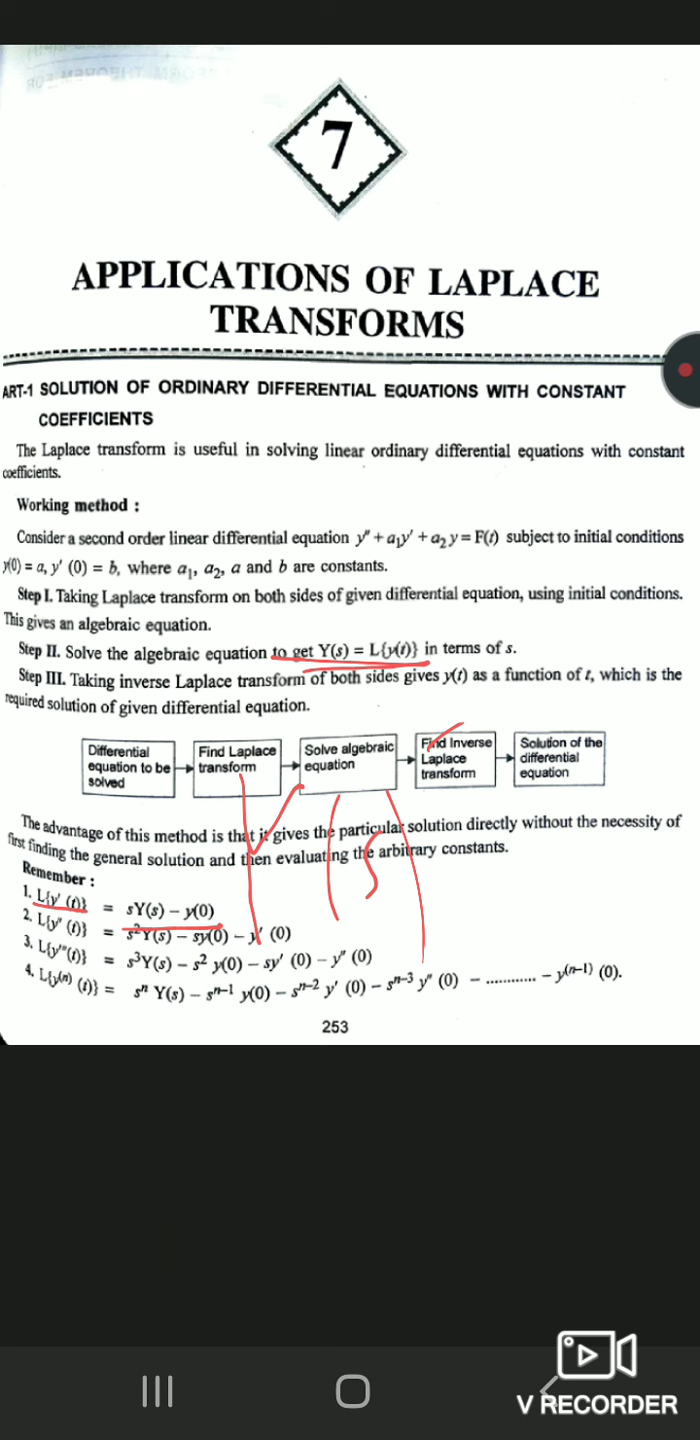 7
APPLICATIONS OF LAPLACE
TRANSFORMS
ART-1 SOLUTION OF ORDINARY DIFFERENTIAL EQUATIONS WITH CONSTANT
COEFFICIENTS
The Laplace transform is useful in solving linear ordinary differential equations with constant
coefficients.
Working method :
Consider a second order linear differential equation y″ + a₁y′ + a₂ y = F(t) subject to initial conditions
y(0) = a, y′ (0) = b, where a₁, a₂, a and b are constants.
Step I. Taking Laplace transform on both sides of given differential equation, using initial conditions.
This gives an algebraic equation.
Step II. Solve the algebraic equation to get Y(s) = L{y(t)} in terms of s.
Step III. Taking inverse Laplace transform of both sides gives y(t) as a function of t, which is the
required solution of given differential equation.
Differential equation to be solved
Find Laplace transform
Solve algebraic equation
Find Inverse Laplace transform
Solution of the differential equation
The advantage of this method is that it gives the particular solution directly without the necessity of
first finding the general solution and then evaluating the arbitrary constants.
Y(s)
Remember :
1. L{y′ (t)} = sY(s) – y(0)
2. L{y″ (t)} = s²Y(s) – sy(0) – y′ (0)
3. L{y‴(t)} = s³Y(s) – s² y(0) – sy′ (0) – y″ (0)
4. L{y⁽ⁿ⁾ (t)} = sⁿ Y(s) – sⁿ⁻¹ y(0) – sⁿ⁻² y′ (0) – sⁿ⁻³ y″ (0) – ............ – y⁽ⁿ⁻¹⁾ (0).
253
V RECORDER